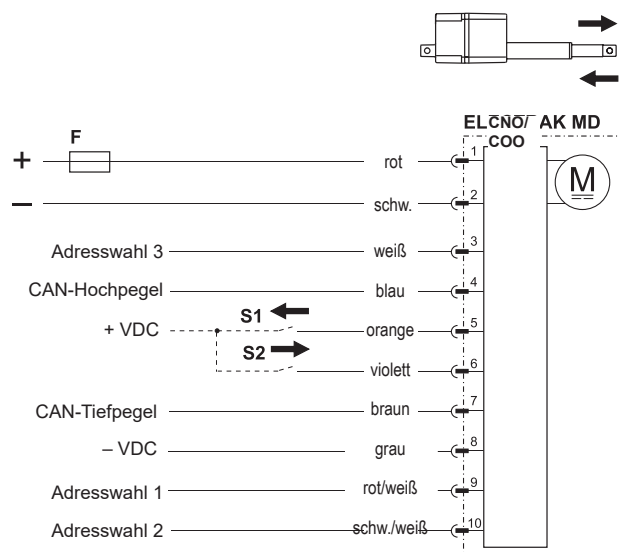 ELCNO/ AK MD
COO
F
+ rot 1
M
– schw. 2
Adresswahl 3 weiß 3
CAN-Hochpegel blau 4
S1
+ VDC orange 5
S2
violett 6
CAN-Tiefpegel braun 7
– VDC grau 8
Adresswahl 1 rot/weiß 9
Adresswahl 2 schw./weiß 10